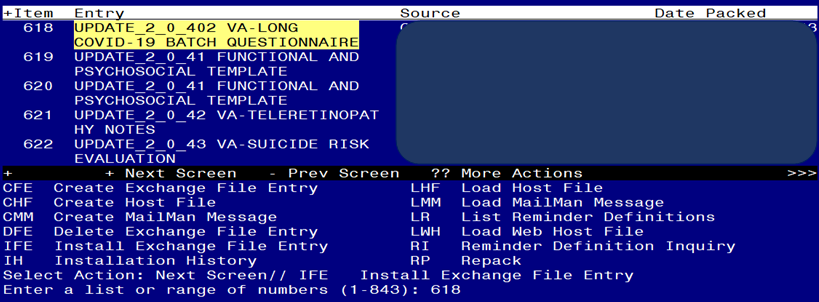 +Item Entry Source Date Packed
618 UPDATE_2_0_402 VA-LONG
COVID-19 BATCH QUESTIONNAIRE
619 UPDATE_2_0_41 FUNCTIONAL AND
PSYCHOSOCIAL TEMPLATE
620 UPDATE_2_0_41 FUNCTIONAL AND
PSYCHOSOCIAL TEMPLATE
621 UPDATE_2_0_42 VA-TELERETINOPAT
HY NOTES
622 UPDATE_2_0_43 VA-SUICIDE RISK
EVALUATION
+ + Next Screen - Prev Screen ?? More Actions >>>
CFE Create Exchange File Entry LHF Load Host File
CHF Create Host File LMM Load MailMan Message
CMM Create MailMan Message LR List Reminder Definitions
DFE Delete Exchange File Entry LWH Load Web Host File
IFE Install Exchange File Entry RI Reminder Definition Inquiry
IH Installation History RP Repack
Select Action: Next Screen// IFE Install Exchange File Entry
Enter a list or range of numbers (1-843): 618